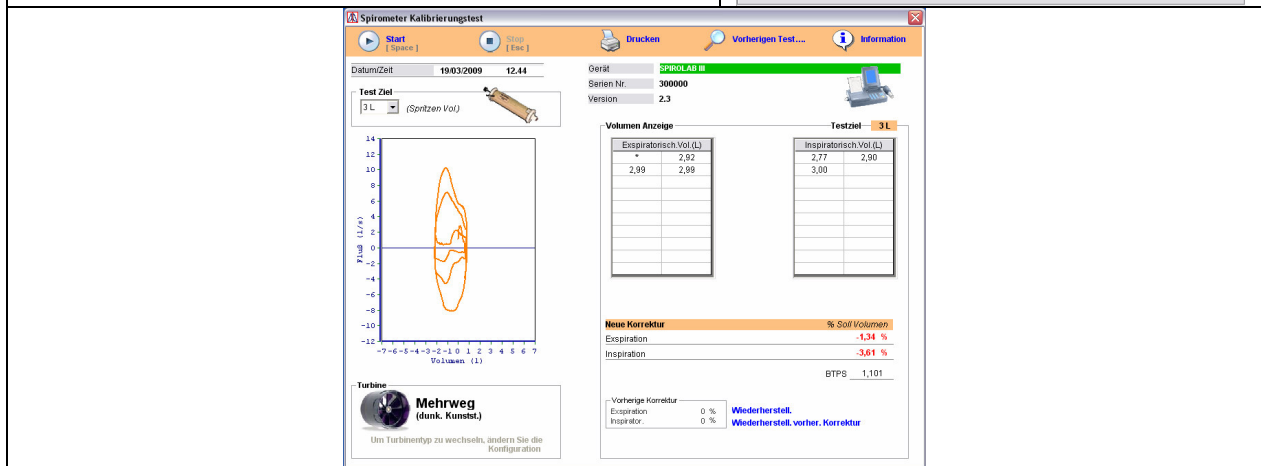 Spirometer Kalibrierungstest
Start
[ Space ]
Stop
[ Esc ]
Drucken
Vorherigen Test....
Information
Datum/Zeit 19/03/2009 12.44
Test Ziel
3 L (Spritzen Vol.)
Gerät SPIROLAB III
Serien Nr. 300000
Version 2.3
14
12
10
8
6
4
2
0
-2
-4
-6
-8
-10
-12
Fluß (l/s)
-7 -6 -5 -4 -3 -2 -1 0 1 2 3 4 5 6 7
Volumen (l)
Volumen Anzeige Testziel 3 L
Exspiratorisch.Vol.(L)
* 2,92
2,99 2,99
Inspiratorisch.Vol.(L)
2,77 2,90
3,00
Neue Korrektur % Soll Volumen
Exspiration -1,34 %
Inspiration -3,61 %
BTPS 1,101
Turbine
Mehrweg
(dunk. Kunstst.)
Um Turbinentyp zu wechseln, ändern Sie die
Konfiguration
Vorherige Korrektur
Exspiration 0 %
Inspirator. 0 %
Wiederherstell.
Wiederherstell. vorher. Korrektur